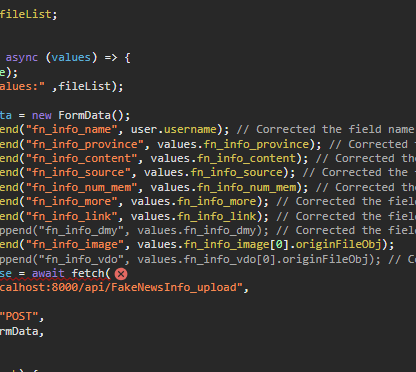 fileList;
async (values) => {
e);
alues:" ,fileList);
ta = new FormData();
end("fn_info_name", user.username); // Corrected the field name
end("fn_info_province", values.fn_info_province); // Corrected t
end("fn_info_content", values.fn_info_content); // Corrected the
end("fn_info_source", values.fn_info_source); // Corrected the f
end("fn_info_num_mem", values.fn_info_num_mem); // Corrected the
end("fn_info_more", values.fn_info_more); // Corrected the fiel
end("fn_info_link", values.fn_info_link); // Corrected the fiel
ppend("fn_info_dmy", values.fn_info_dmy); // Corrected the fiel
end("fn_info_image", values.fn_info_image[0].originFileObj);
ppend("fn_info_vdo", values.fn_info_vdo[0].originFileObj); // Co
se = await fetch(
calhost:8000/api/FakeNewsInfo_upload",
"POST",
rmData,